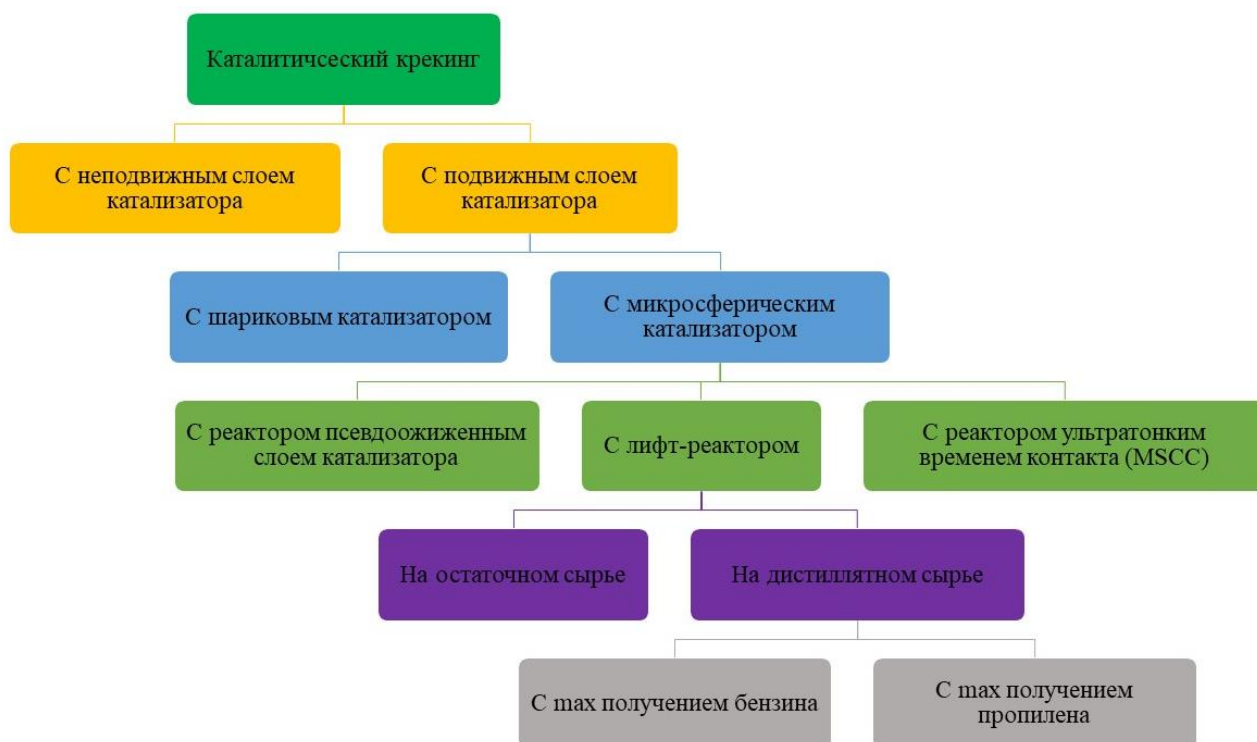 Каталитичсеский крекинг
С неподвижным слоем
катализатора
С подвижным слоем
катализатора
С шариковым катализатором
С микросферическим
катализатором
С реактором псевдоожиженным
слоем катализатора
С лифт-реактором
С реактором ультратонким
временем контакта (MSCC)
На остаточном сырье
На дистиллятном сырье
С max получением бензина
С max получением
пропилена